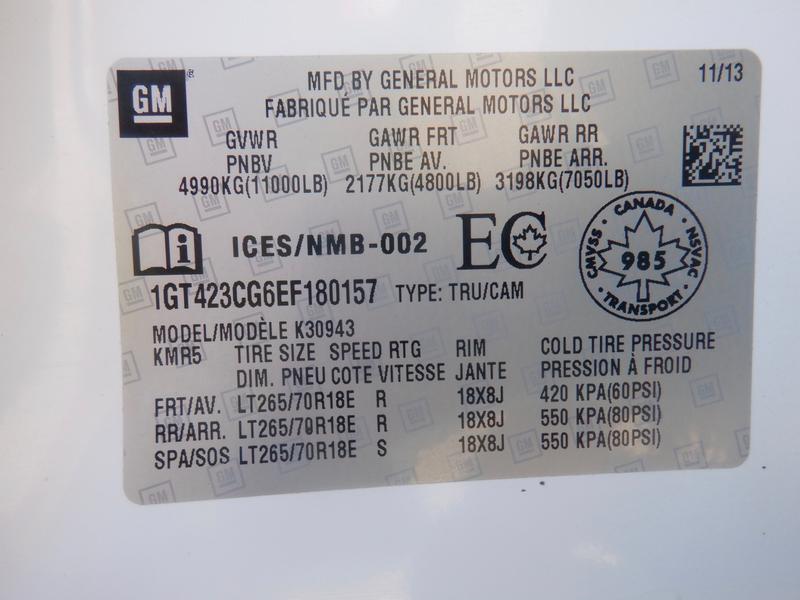 GM
MFD BY GENERAL MOTORS LLC
11/13
FABRIQUÉ PAR GENERAL MOTORS LLC
GVWR GAWR FRT GAWR RR
PNBV PNBE AV. PNBE ARR.
4990KG(11000LB) 2177KG(4800LB) 3198KG(7050LB)
i ICES/NMB-002 EC
CANADA
CMVSS 985 NSVAC
TRANSPORT
1GT423CG6EF180157 TYPE: TRU/CAM
MODEL/MODÈLE K30943
KMR5 TIRE SIZE SPEED RTG RIM COLD TIRE PRESSURE
DIM. PNEU COTE VITESSE JANTE PRESSION À FROID
FRT/AV. LT265/70R18E R 18X8J 420 KPA(60PSI)
RR/ARR. LT265/70R18E R 18X8J 550 KPA(80PSI)
SPA/SOS LT265/70R18E S 18X8J 550 KPA(80PSI)